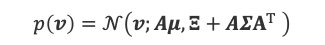 p(𝒗) = 𝒩(𝒗; 𝑨𝝁, 𝚵 + 𝑨𝜮𝐀ᵀ )